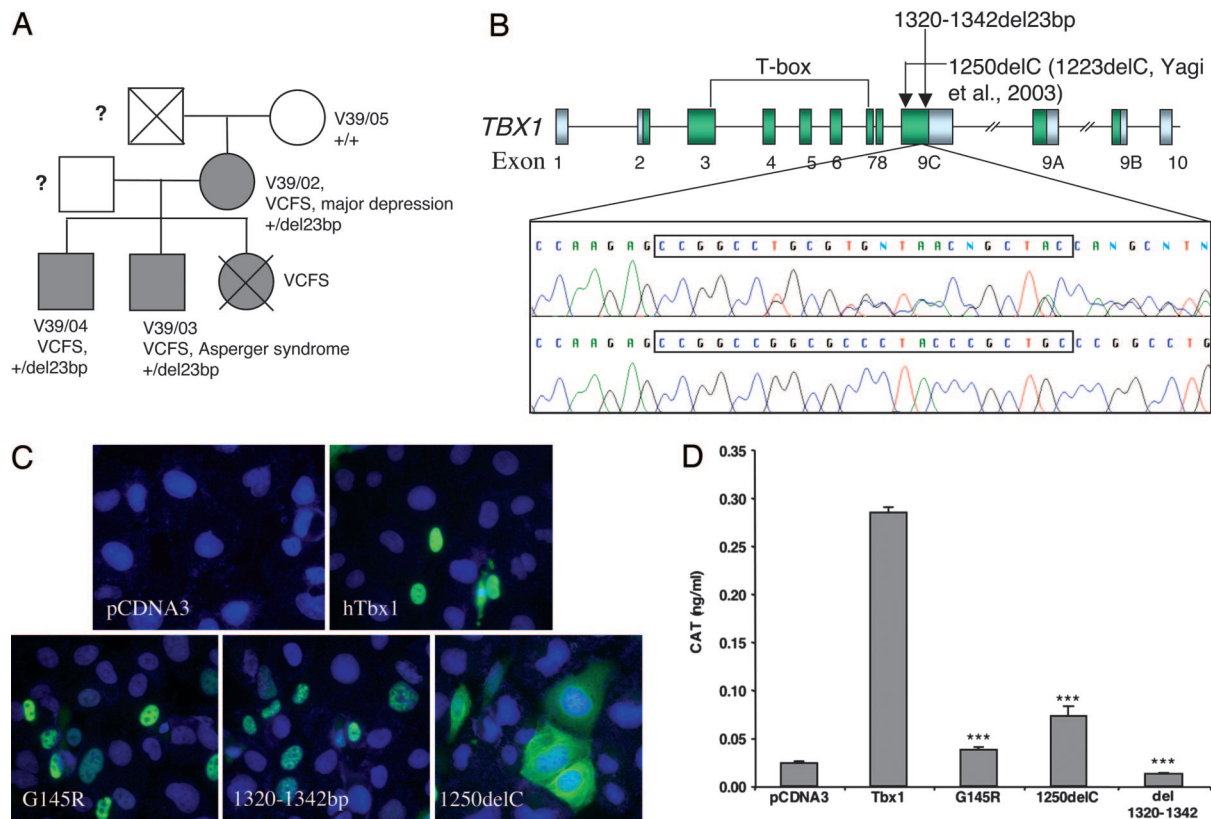 A
?
V39/05
+/+
?
V39/02,
VCFS, major depression
+/del23bp
VCFS
V39/04
VCFS,
+/del23bp
V39/03
VCFS, Asperger syndrome
+/del23bp
B
1320-1342del23bp
1250delC (1223delC, Yagi
et al., 2003)
T-box
TBX1
Exon
1 2 3 4 5 6 78 9C 9A 9B 10
C C A A G A G C C G G C C T G C G T G N T A A C N G C T A C C A N G C N T N
C C A A G A G C C G G C C G G C G C C C T A C C C G C T G C C C G G C C T G
C
pCDNA3
hTbx1
G145R
1320-1342bp
1250delC
D
CAT (ng/ml)
0.35
0.30
0.25
0.20
0.15
0.10
0.05
0.00
***
***
***
pCDNA3 Tbx1 G145R 1250delC del
1320-1342